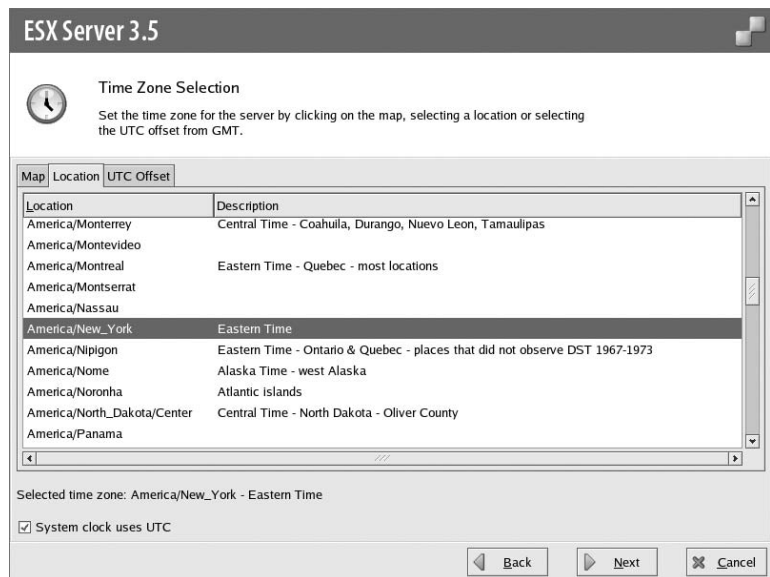 ESX Server 3.5
Time Zone Selection
Set the time zone for the server by clicking on the map, selecting a location or selecting
the UTC offset from GMT.
Map Location UTC Offset
Location Description
America/Monterrey Central Time - Coahuila, Durango, Nuevo Leon, Tamaulipas
America/Montevideo
America/Montreal Eastern Time - Quebec - most locations
America/Montserrat
America/Nassau
America/New_York Eastern Time
America/Nipigon Eastern Time - Ontario & Quebec - places that did not observe DST 1967-1973
America/Nome Alaska Time - west Alaska
America/Noronha Atlantic islands
America/North_Dakota/Center Central Time - North Dakota - Oliver County
America/Panama
Selected time zone: America/New_York - Eastern Time
System clock uses UTC
Back Next Cancel